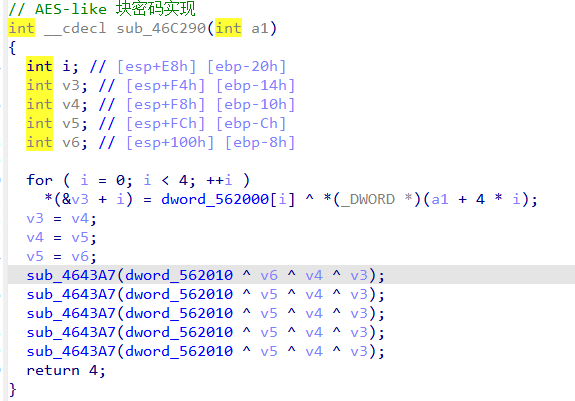 // AES-like 块密码实现
int __cdecl sub_46C290(int a1)
{
  int i; // [esp+E8h] [ebp-20h]
  int v3; // [esp+F4h] [ebp-14h]
  int v4; // [esp+F8h] [ebp-10h]
  int v5; // [esp+FCh] [ebp-Ch]
  int v6; // [esp+100h] [ebp-8h]

  for ( i = 0; i < 4; ++i )
    *(&v3 + i) = dword_562000[i] ^ *(_DWORD *)(a1 + 4 * i);
  v3 = v4;
  v4 = v5;
  v5 = v6;
  sub_4643A7(dword_562010 ^ v6 ^ v4 ^ v3);
  sub_4643A7(dword_562010 ^ v5 ^ v4 ^ v3);
  sub_4643A7(dword_562010 ^ v5 ^ v4 ^ v3);
  sub_4643A7(dword_562010 ^ v5 ^ v4 ^ v3);
  sub_4643A7(dword_562010 ^ v5 ^ v4 ^ v3);
  return 4;
}